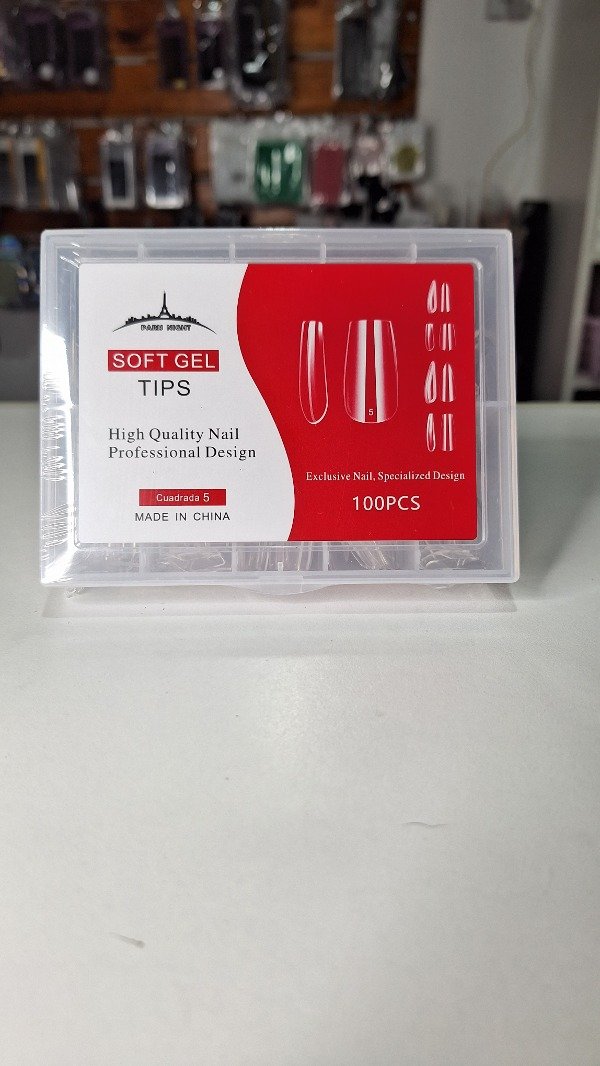 PARIS NIGHT
SOFT GEL
TIPS
High Quality Nail
Professional Design
Cuadrada 5
MADE IN CHINA
5
Exclusive Nail, Specialized Design
100PCS